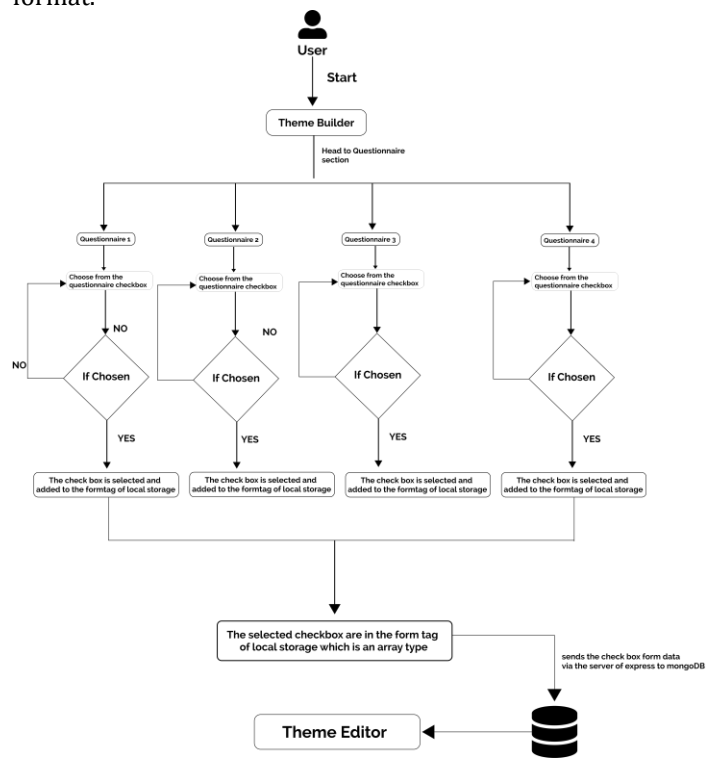 format.
User
Start
Theme Builder
Head to Questionnaire
section
Questionnaire 1
Questionnaire 2
Questionnaire 3
Questionnaire 4
Choose from the
questionnaire checkbox
Choose from the
questionnaire checkbox
Choose from the
questionnaire checkbox
Choose from the
questionnaire checkbox
NO
NO
NO
If Chosen
If Chosen
If Chosen
If Chosen
YES
YES
YES
YES
The check box is selected and
added to the formtag of local storage
The check box is selected and
added to the formtag of local storage
The check box is selected and
added to the formtag of local storage
The check box is selected and
added to the formtag of local storage
The selected checkbox are in the form tag
of local storage which is an array type
sends the check box form data
via the server of express to mongoDB
Theme Editor